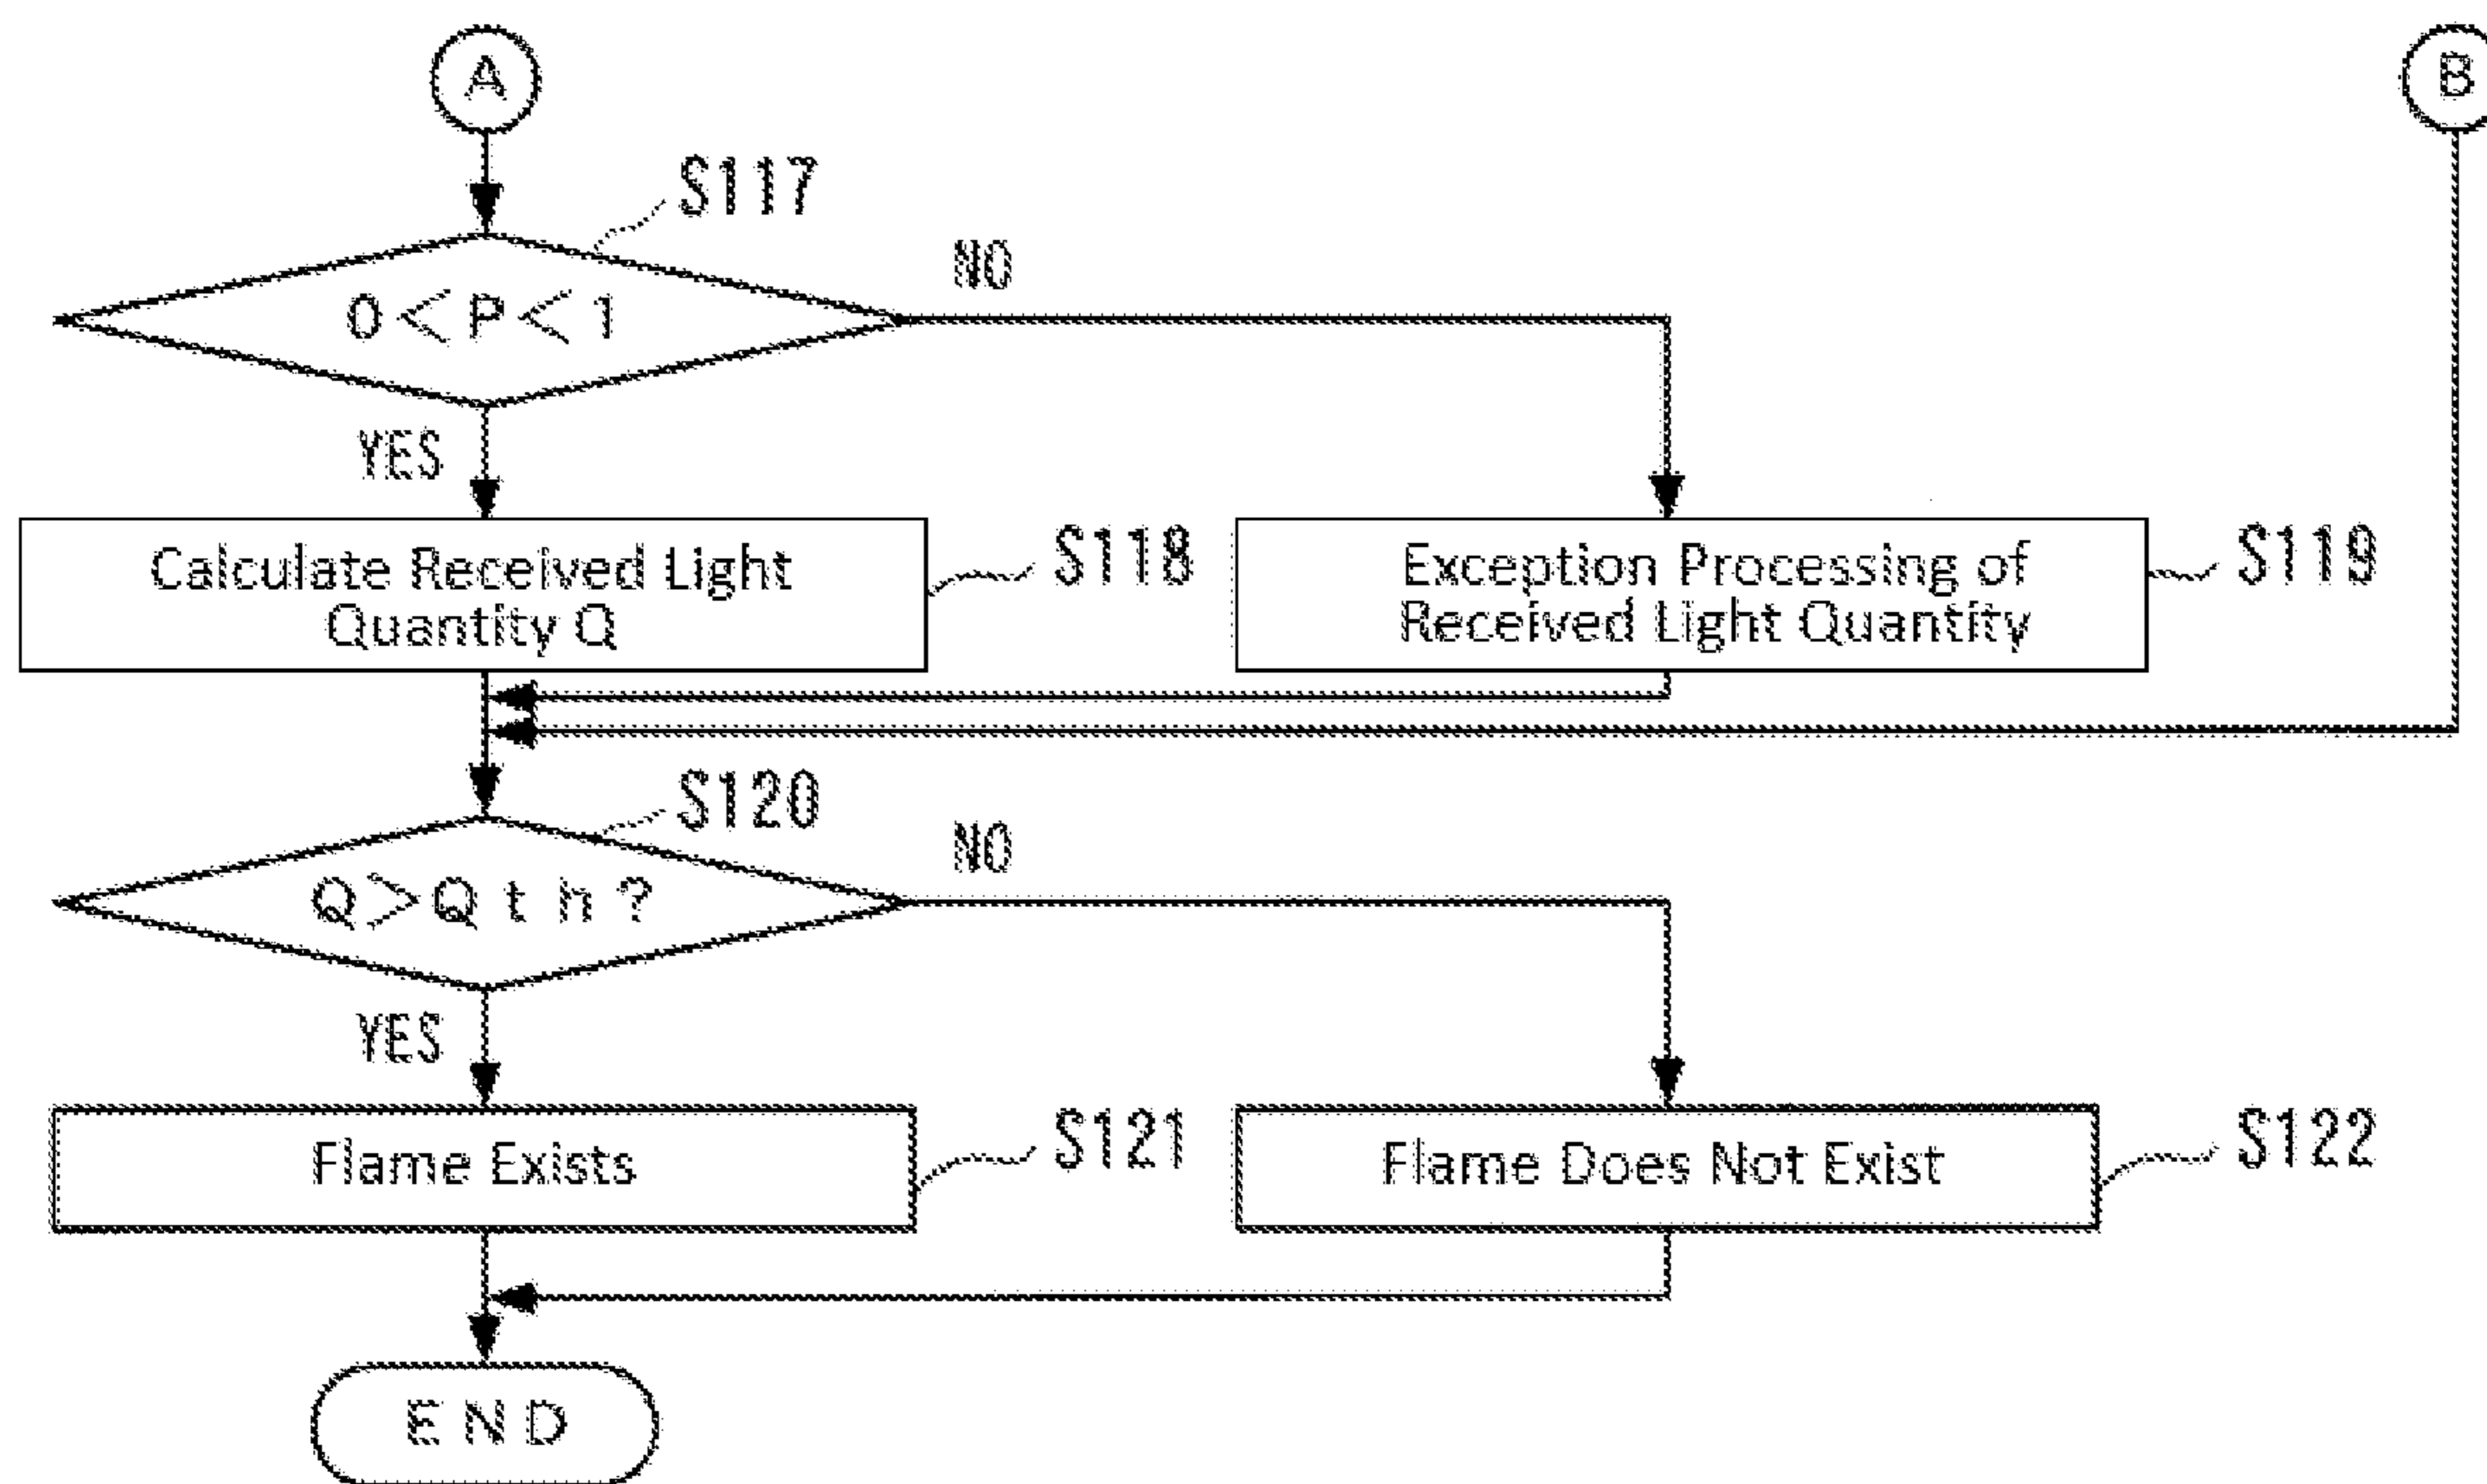 A
B
S117
0<P<1
NO
YES
Calculate Received Light
Quantity Q
S118
Exception Processing of
Received Light Quantity
S119
S120
Q>Qth?
NO
YES
Flame Exists
S121
Flame Does Not Exist
S122
END